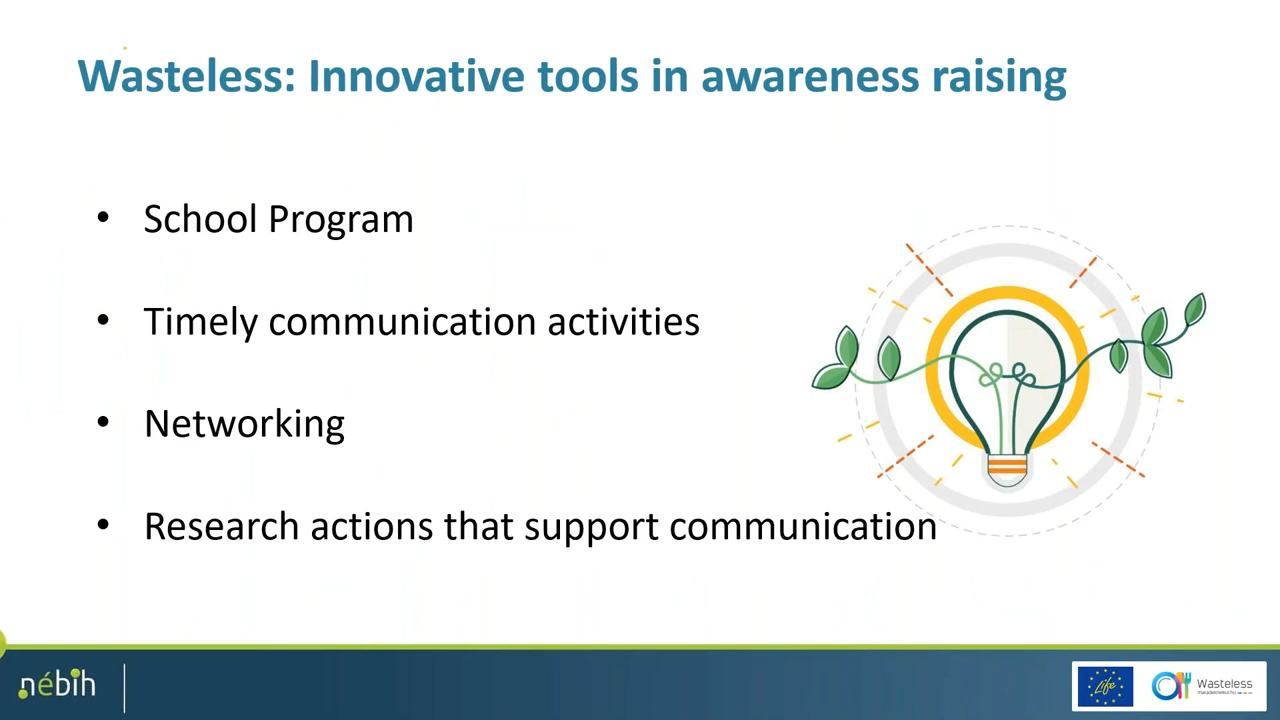 Wasteless: Innovative tools in awareness raising
• School Program
• Timely communication activities
• Networking
• Research actions that support communication
nébih
Life
Wasteless